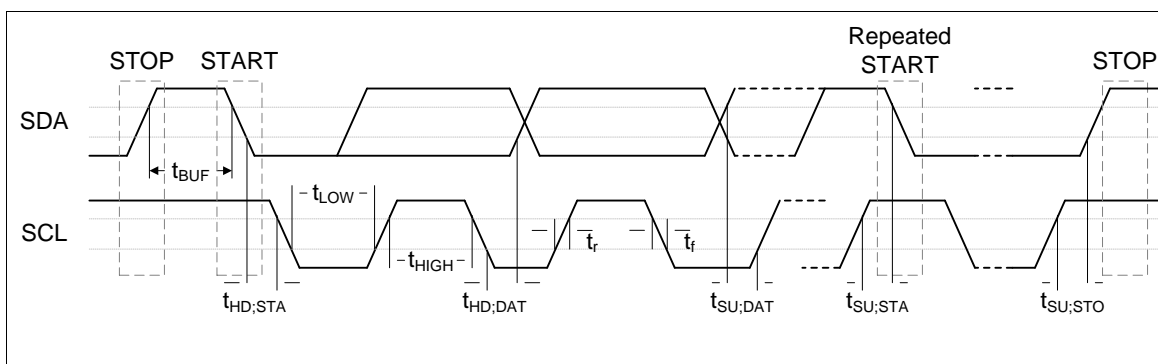 Repeated
STOP START START STOP
SDA
tBUF
tLOW
SCL
tr tf
tHIGH
tHD;STA tHD;DAT tSU;DAT tSU;STA tSU;STO